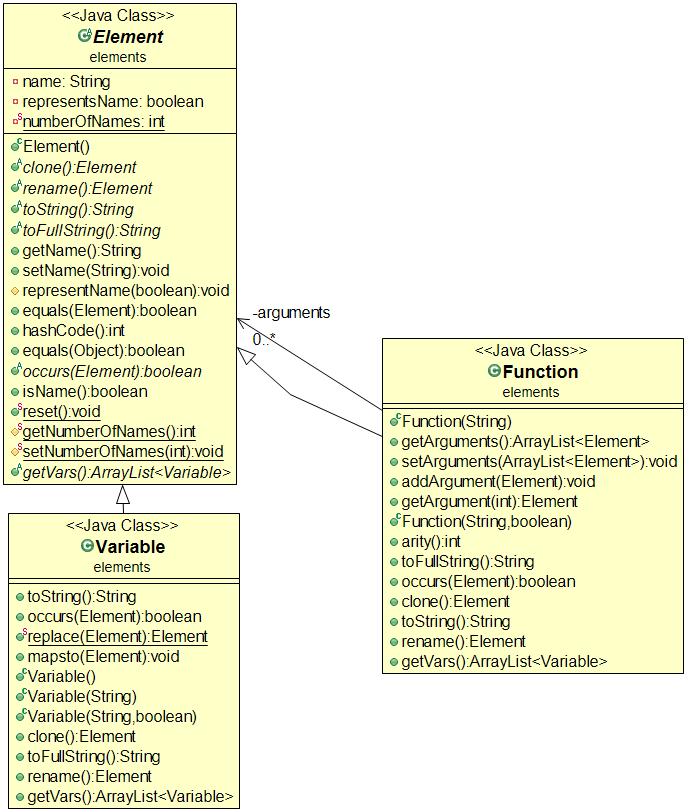 <<Java Class>>
Element
elements
name: String
representsName: boolean
numberOfNames: int
Element()
clone():Element
rename():Element
toString():String
toFullString():String
getName():String
setName(String):void
representName(boolean):void
equals(Element):boolean
hashCode():int
equals(Object):boolean
occurs(Element):boolean
isName():boolean
reset():void
getNumberOfNames():int
setNumberOfNames(int):void
getVars():ArrayList<Variable>
-arguments
0..*
<<Java Class>>
Function
elements
Function(String)
getArguments():ArrayList<Element>
setArguments(ArrayList<Element>):void
addArgument(Element):void
getArgument(int):Element
Function(String,boolean)
arity():int
toFullString():String
occurs(Element):boolean
clone():Element
toString():String
rename():Element
getVars():ArrayList<Variable>
<<Java Class>>
Variable
elements
toString():String
occurs(Element):boolean
replace(Element):Element
mapsto(Element):void
Variable()
Variable(String)
Variable(String,boolean)
clone():Element
toFullString():String
rename():Element
getVars():ArrayList<Variable>